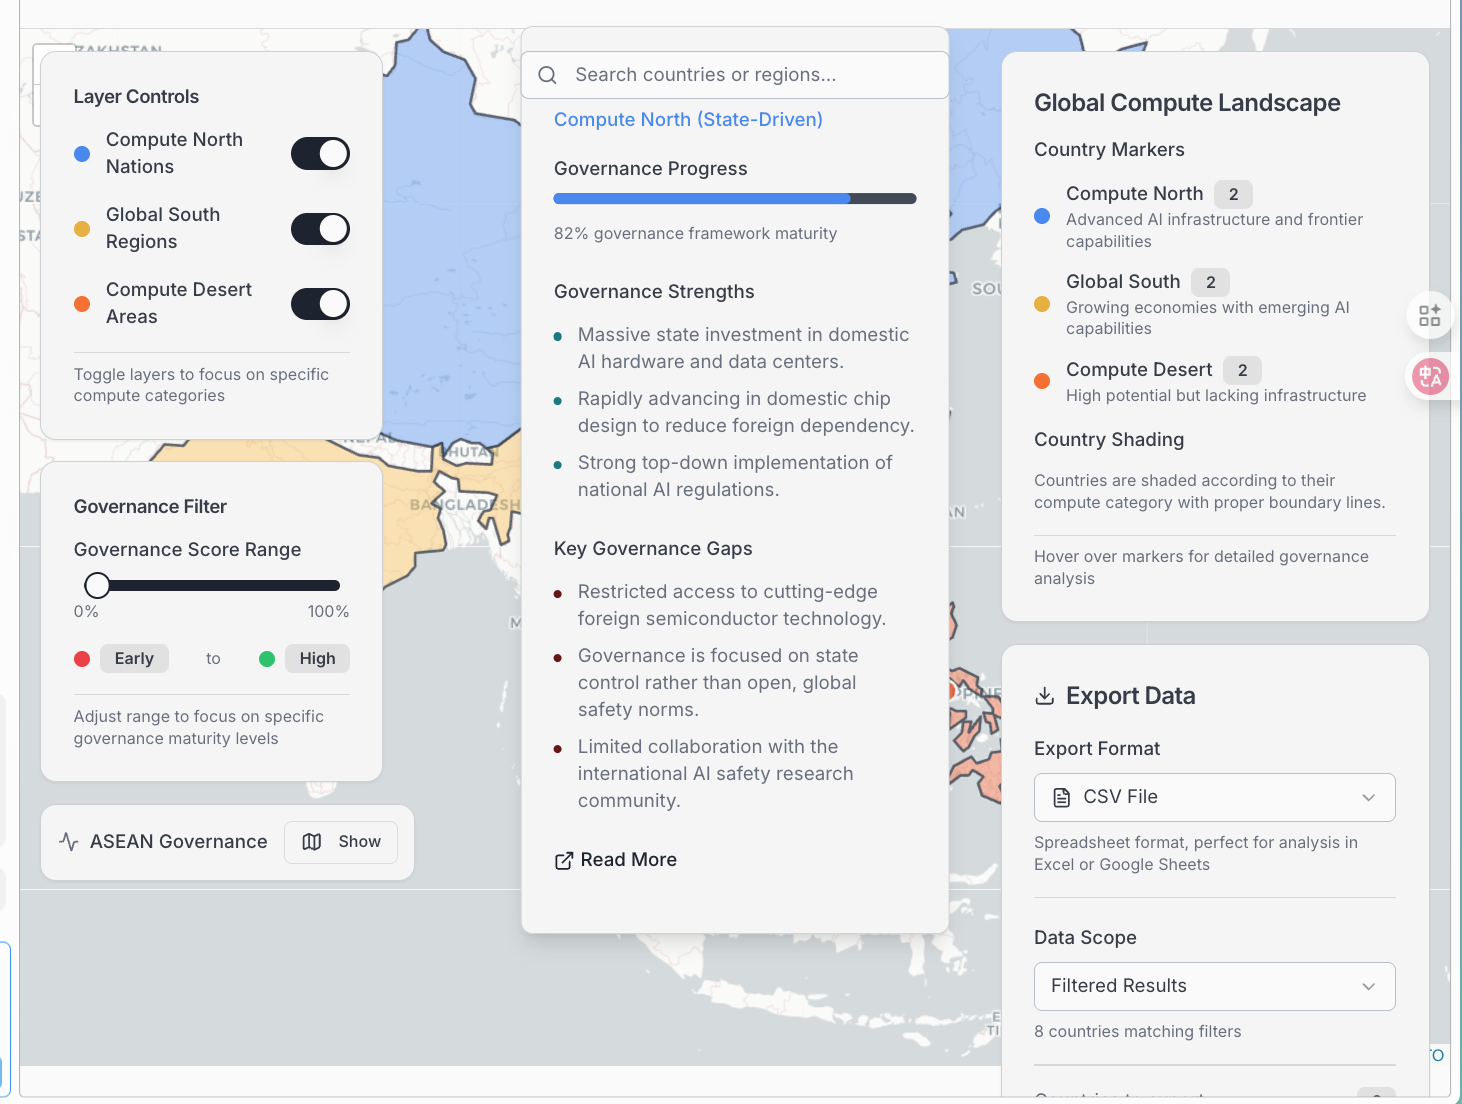 ZAKHSTAN
Layer Controls
Compute North
Nations
Global South
Regions
Compute Desert
Areas
Toggle layers to focus on specific
compute categories
NEPAL
BHUTAN
BANGLADESH
Governance Filter
Governance Score Range
0%
100%
Early
to
High
Adjust range to focus on specific
governance maturity levels
ASEAN Governance
Show
Search countries or regions...
Compute North (State-Driven)
Governance Progress
82% governance framework maturity
Governance Strengths
Massive state investment in domestic
AI hardware and data centers.
Rapidly advancing in domestic chip
design to reduce foreign dependency.
Strong top-down implementation of
national AI regulations.
Key Governance Gaps
Restricted access to cutting-edge
foreign semiconductor technology.
Governance is focused on state
control rather than open, global
safety norms.
Limited collaboration with the
international AI safety research
community.
Read More
SOU
AN
PINE
Global Compute Landscape
Country Markers
Compute North 2
Advanced AI infrastructure and frontier
capabilities
Global South 2
Growing economies with emerging AI
capabilities
Compute Desert 2
High potential but lacking infrastructure
Country Shading
Countries are shaded according to their
compute category with proper boundary lines.
Hover over markers for detailed governance
analysis
Export Data
Export Format
CSV File
Spreadsheet format, perfect for analysis in
Excel or Google Sheets
Data Scope
Filtered Results
8 countries matching filters
中A